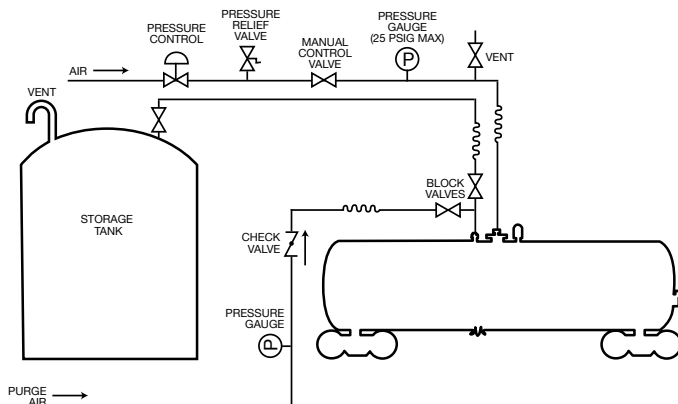 PRESSURE
RELIEF
VALVE
PRESSURE
CONTROL
MANUAL
CONTROL
VALVE
PRESSURE
GAUGE
(25 PSIG MAX)
P
AIR
VENT
VENT
BLOCK
VALVES
STORAGE
TANK
CHECK
VALVE
PRESSURE
GAUGE
P
PURGE
AIR